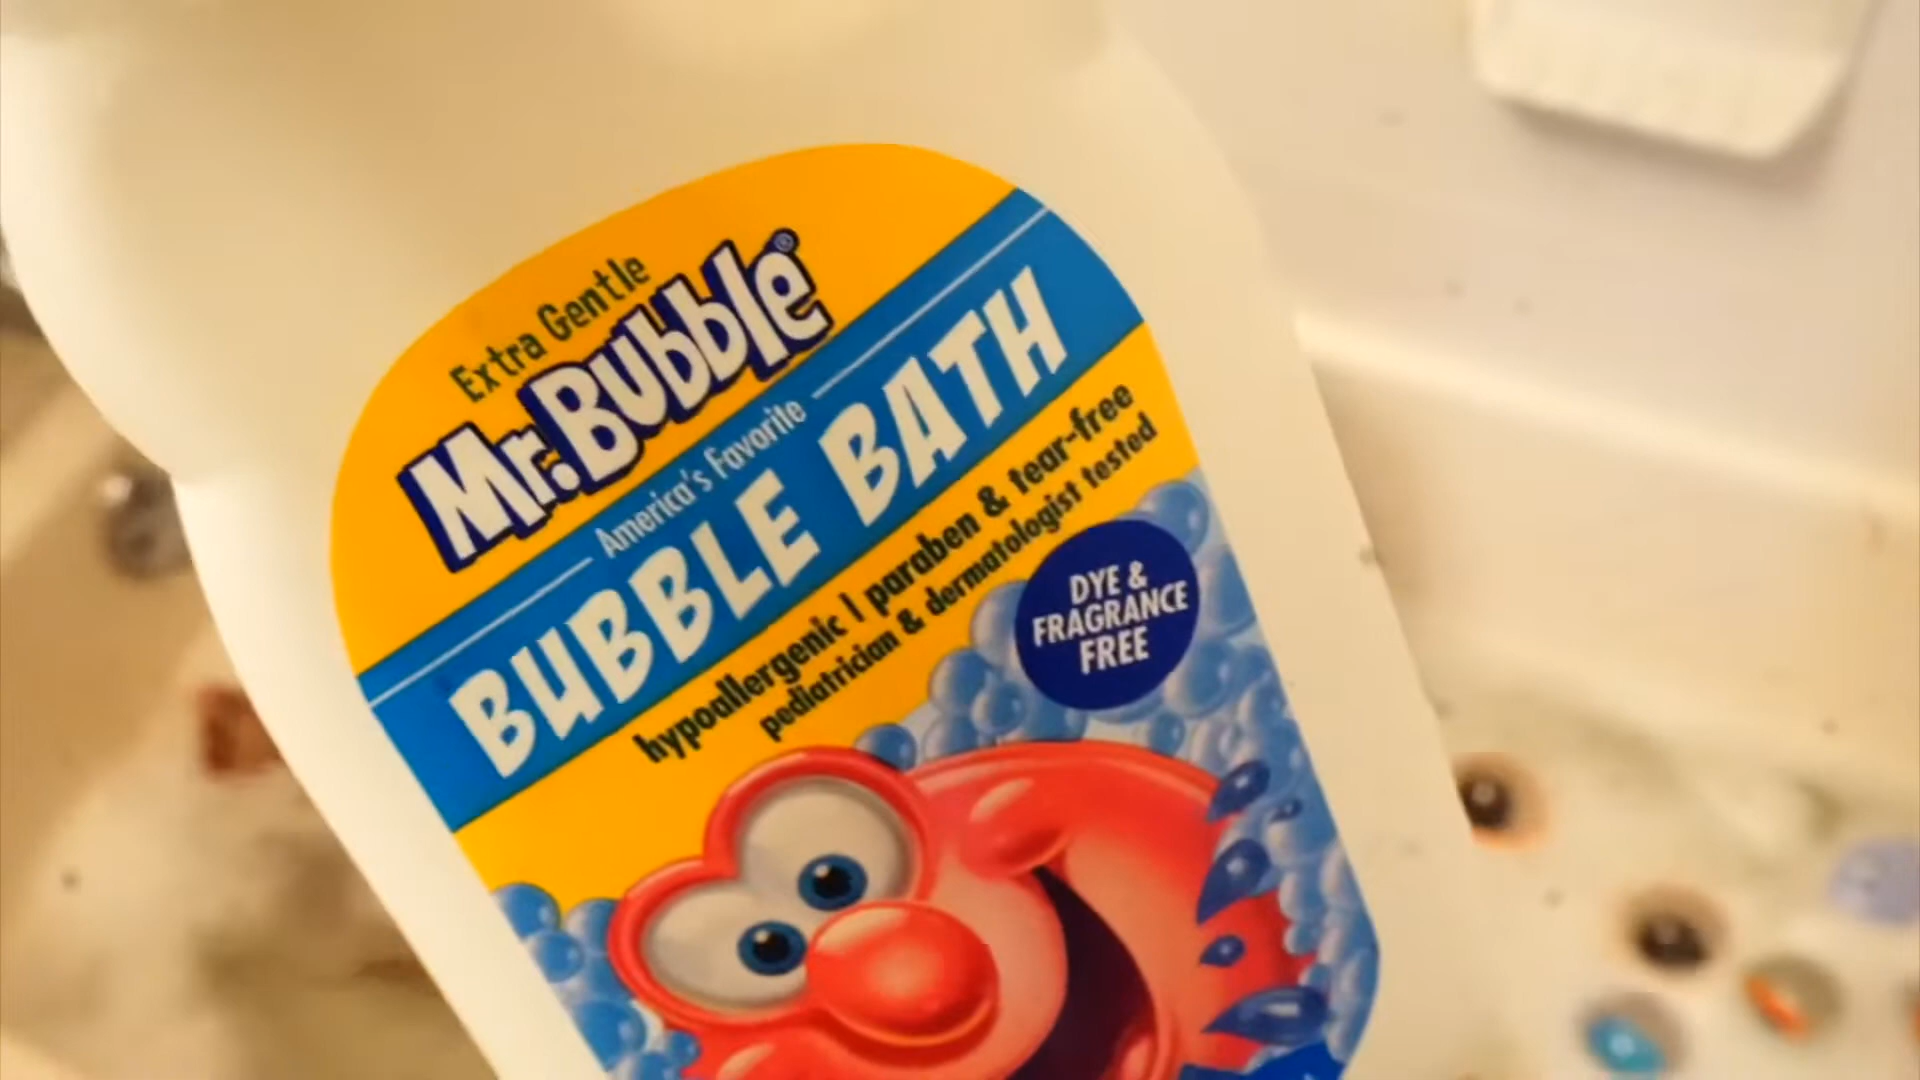 Extra Gentle
Mr. Bubble®
America's Favorite
BUBBLE BATH
hypoallergenic | paraben & tear-free
pediatrician & dermatologist tested
DYE &
FRAGRANCE
FREE